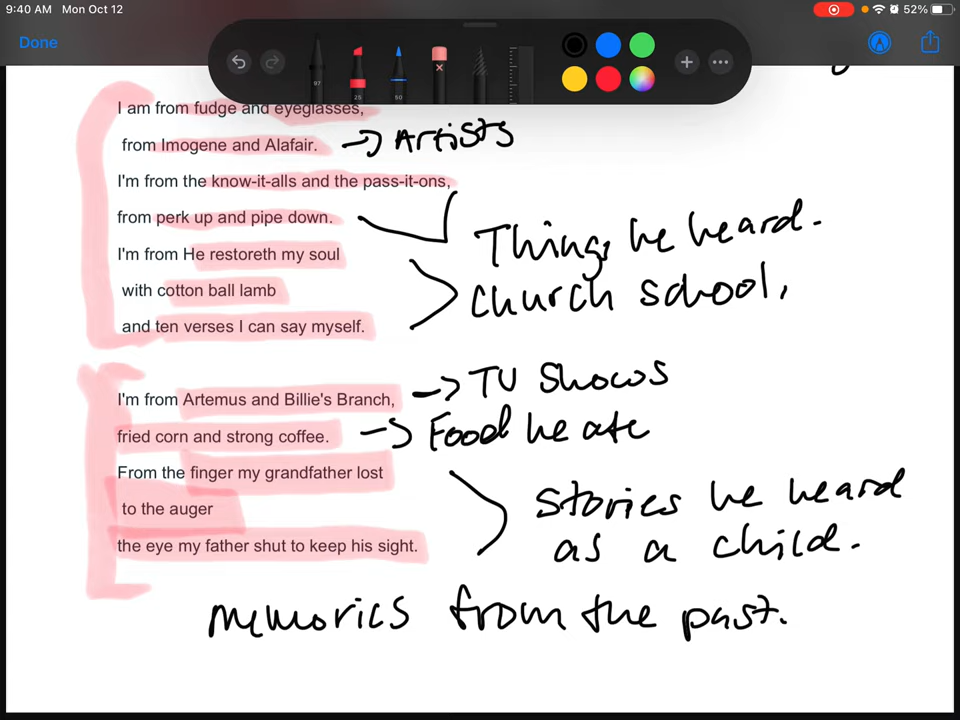 9:40 AM Mon Oct 12
52%
Done
97
25
50
I am from fudge and eyeglasses,
from Imogene and Alafair. → Artists
I'm from the know-it-alls and the pass-it-ons,
from perk up and pipe down.
Things he heard.
I'm from He restoreth my soul
with cotton ball lamb
church school,
and ten verses I can say myself.
I'm from Artemus and Billie's Branch, → TV Shows
fried corn and strong coffee. → Food he ate
From the finger my grandfather lost
to the auger
Stories he heard
as a child.
the eye my father shut to keep his sight.
memories from the past.